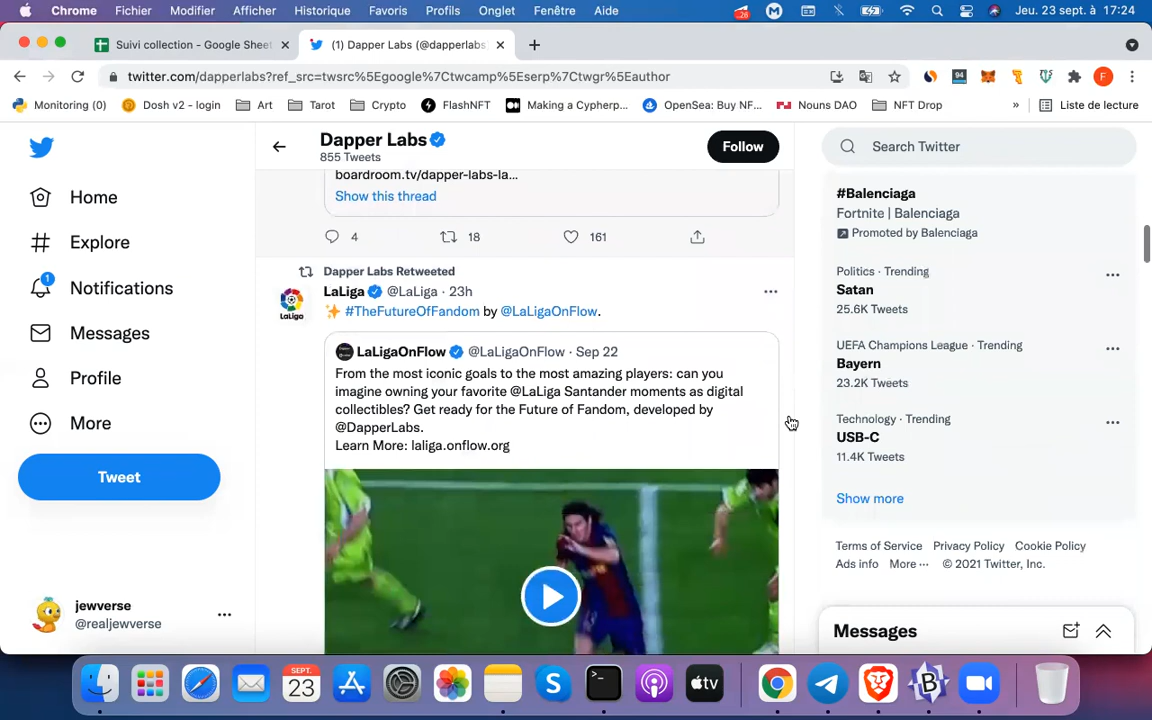 Chrome Fichier Modifier Afficher Historique Favoris Profils Onglet Fenêtre Aide Jeu. 23 sept. à 17:24
Suivi collection - Google Sheet
(1) Dapper Labs (@dapperlabs
twitter.com/dapperlabs?ref_src=twsrc%5Egoogle%7Ctwcamp%5Eserp%7Ctwgr%5Eauthor
94
F
Monitoring (0) Dosh v2 - login Art Tarot Crypto FlashNFT Making a Cypherp... OpenSea: Buy NF... Nouns DAO NFT Drop » Liste de lecture
Home
Explore
1
Notifications
Messages
Profile
More
Tweet
jewverse
@realjewverse
Dapper Labs
855 Tweets
Follow
boardroom.tv/dapper-labs-la...
Show this thread
4 18 161
Dapper Labs Retweeted
LaLiga @LaLiga · 23h
#TheFutureOfFandom by @LaLigaOnFlow.
LaLiga
LaLigaOnFlow @LaLigaOnFlow · Sep 22
From the most iconic goals to the most amazing players: can you
imagine owning your favorite @LaLiga Santander moments as digital
collectibles? Get ready for the Future of Fandom, developed by
@DapperLabs.
Learn More: laliga.onflow.org
Search Twitter
#Balenciaga
Fortnite | Balenciaga
Promoted by Balenciaga
Politics · Trending
Satan
25.6K Tweets
UEFA Champions League · Trending
Bayern
23.2K Tweets
Technology · Trending
USB-C
11.4K Tweets
Show more
Terms of Service Privacy Policy Cookie Policy
Ads info More ··· © 2021 Twitter, Inc.
Messages
SEPT.
23
tv